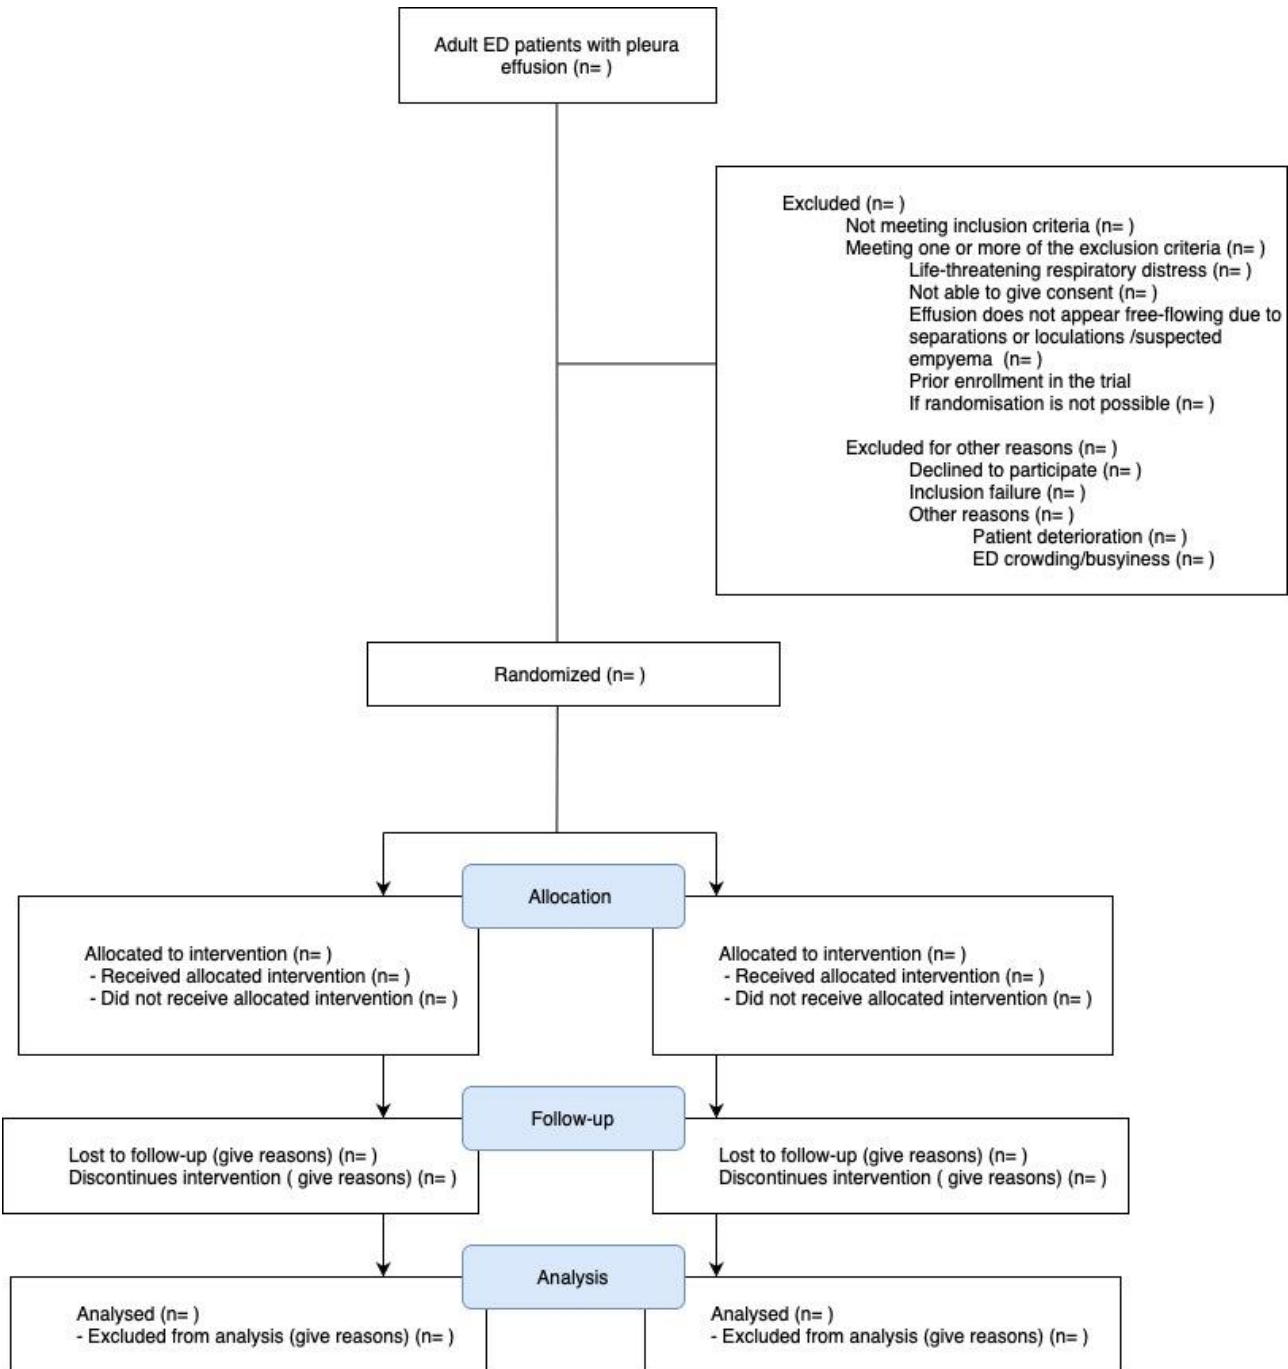 Adult ED patients with pleura
effusion (n= )
Excluded (n= )
Not meeting inclusion criteria (n= )
Meeting one or more of the exclusion criteria (n= )
Life-threatening respiratory distress (n= )
Not able to give consent (n= )
Effusion does not appear free-flowing due to
separations or loculations /suspected
empyema  (n= )
Prior enrollment in the trial
If randomisation is not possible (n= )
Excluded for other reasons (n= )
Declined to participate (n= )
Inclusion failure (n= )
Other reasons (n= )
Patient deterioration (n= )
ED crowding/busyiness (n= )
Randomized (n= )
Allocation
Allocated to intervention (n= )
- Received allocated intervention (n= )
- Did not receive allocated intervention (n= )
Allocated to intervention (n= )
- Received allocated intervention (n= )
- Did not receive allocated intervention (n= )
Follow-up
Lost to follow-up (give reasons) (n= )
Discontinues intervention ( give reasons) (n= )
Lost to follow-up (give reasons) (n= )
Discontinues intervention ( give reasons) (n= )
Analysis
Analysed (n= )
- Excluded from analysis (give reasons) (n= )
Analysed (n= )
- Excluded from analysis (give reasons) (n= )